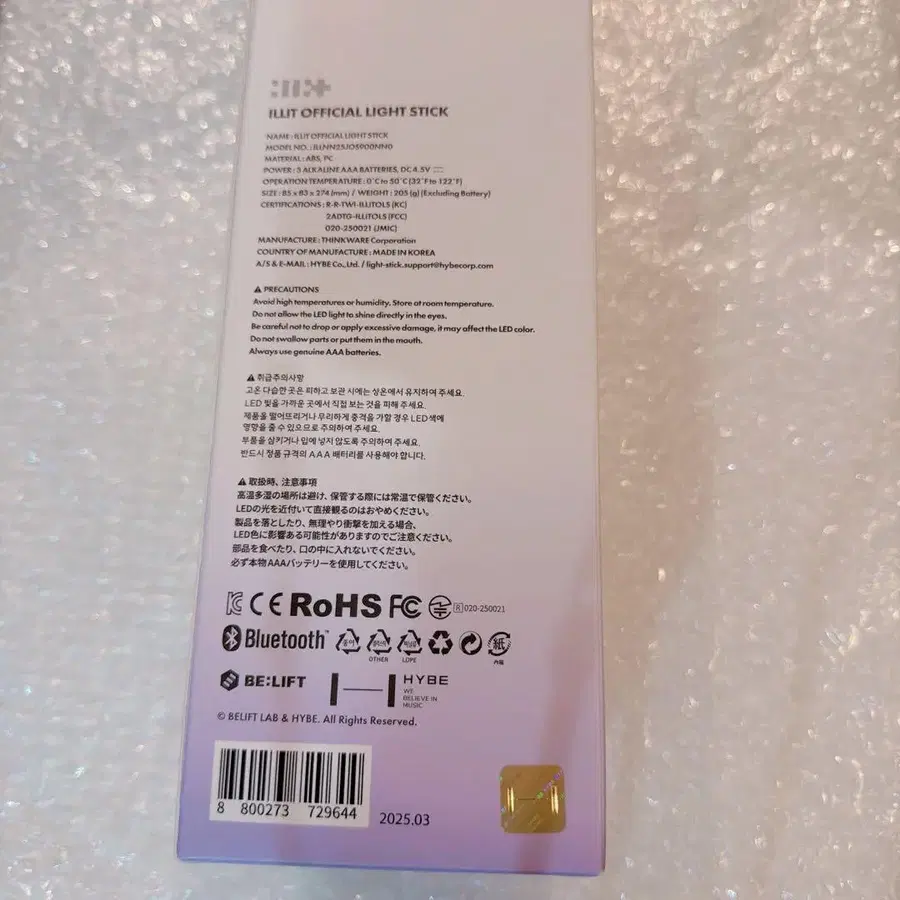 ILLIT OFFICIAL LIGHT STICK
NAME : ILLIT OFFICIAL LIGHT STICK
MODEL NO. : ILLNN25JO5900NN0
MATERIAL : ABS, PC
POWER : 3 ALKALINE AAA BATTERIES, DC 4.5V
OPERATION TEMPERATURE : 0°C to 50°C (32°F to 122°F)
SIZE : 85 x 83 x 274 (mm) / WEIGHT : 205 (g) (Excluding Battery)
CERTIFICATIONS : R-R-TWI-ILLITOLS (KC)
2ADTG-ILLITOLS (FCC)
020-250021 (JMIC)
MANUFACTURE : THINKWARE Corporation
COUNTRY OF MANUFACTURE : MADE IN KOREA
A/S & E-MAIL : HYBE Co., Ltd. / light-stick.support@hybecorp.com
⚠ PRECAUTIONS
Avoid high temperatures or humidity. Store at room temperature.
Do not allow the LED light to shine directly in the eyes.
Be careful not to drop or apply excessive damage, it may affect the LED color.
Do not swallow parts or put them in the mouth.
Always use genuine AAA batteries.
⚠ 취급주의사항
고온 다습한 곳은 피하고 보관 시에는 상온에서 유지하여 주세요.
LED 빛을 가까운 곳에서 직접 보는 것을 피해 주세요.
제품을 떨어뜨리거나 무리하게 충격을 가할 경우 LED색에
영향을 줄 수 있으므로 주의하여 주세요.
부품을 삼키거나 입에 넣지 않도록 주의하여 주세요.
반드시 정품 규격의 AAA 배터리를 사용해야 합니다.
⚠ 取扱時、注意事項
高温多湿の場所は避け、保管する際には常温で保管ください。
LEDの光を近付いて直接観るのはおやめください。
製品を落としたり、無理やり衝撃を加える場合、
LED色に影響ある可能性がありますのでご注意ください。
部品を食べたり、口の中に入れないでください。
必ず本物AAAバッテリーを使用してください。
CE RoHS FC R 020-250021
Bluetooth™ 종이 紙
OTHER LDPE 内箱
BE:LIFT HYBE
WE
BELIEVE IN
MUSIC
© BELIFT LAB & HYBE. All Rights Reserved.
8 800273 729644
2025.03